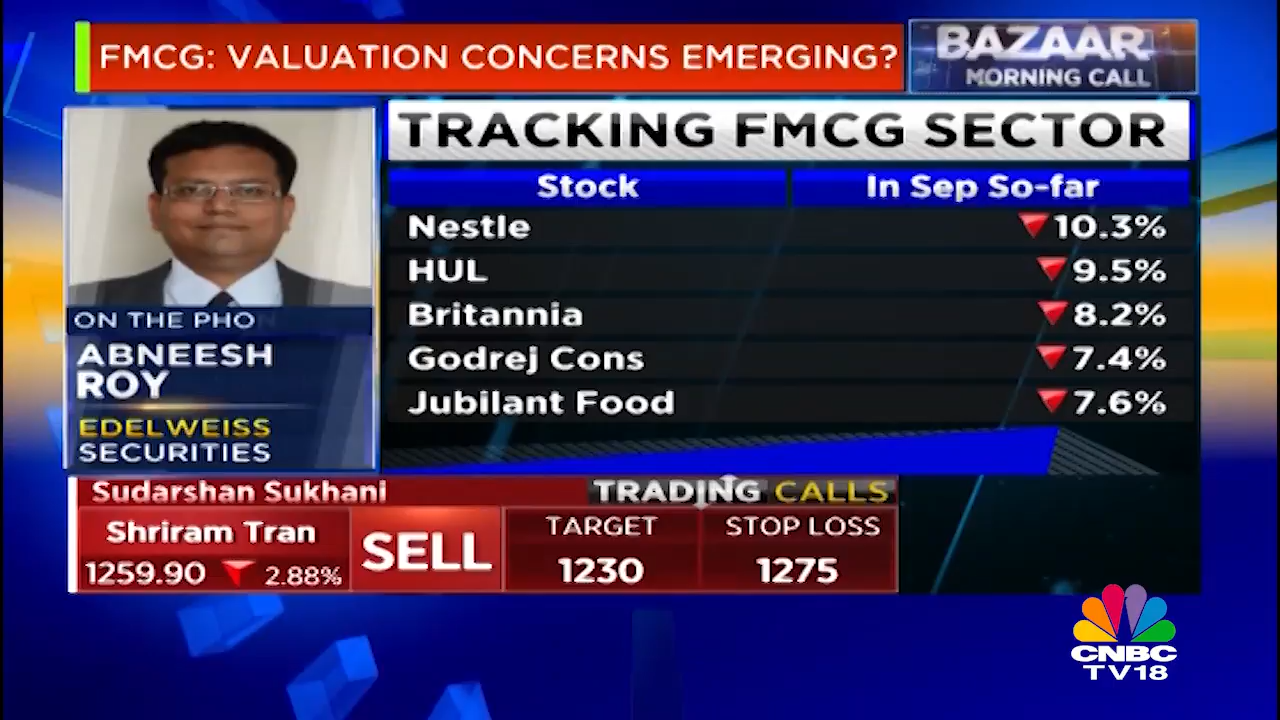 FMCG: VALUATION CONCERNS EMERGING?
BAZAAR
MORNING CALL
TRACKING FMCG SECTOR
Stock In Sep So-far
Nestle 10.3%
HUL 9.5%
Britannia 8.2%
Godrej Cons 7.4%
Jubilant Food 7.6%
ON THE PHO
ABNEESH
ROY
EDELWEISS
SECURITIES
Sudarshan Sukhani TRADING CALLS
Shriram Tran
1259.90 2.88%
SELL
TARGET STOP LOSS
1230 1275
CNBC
TV18